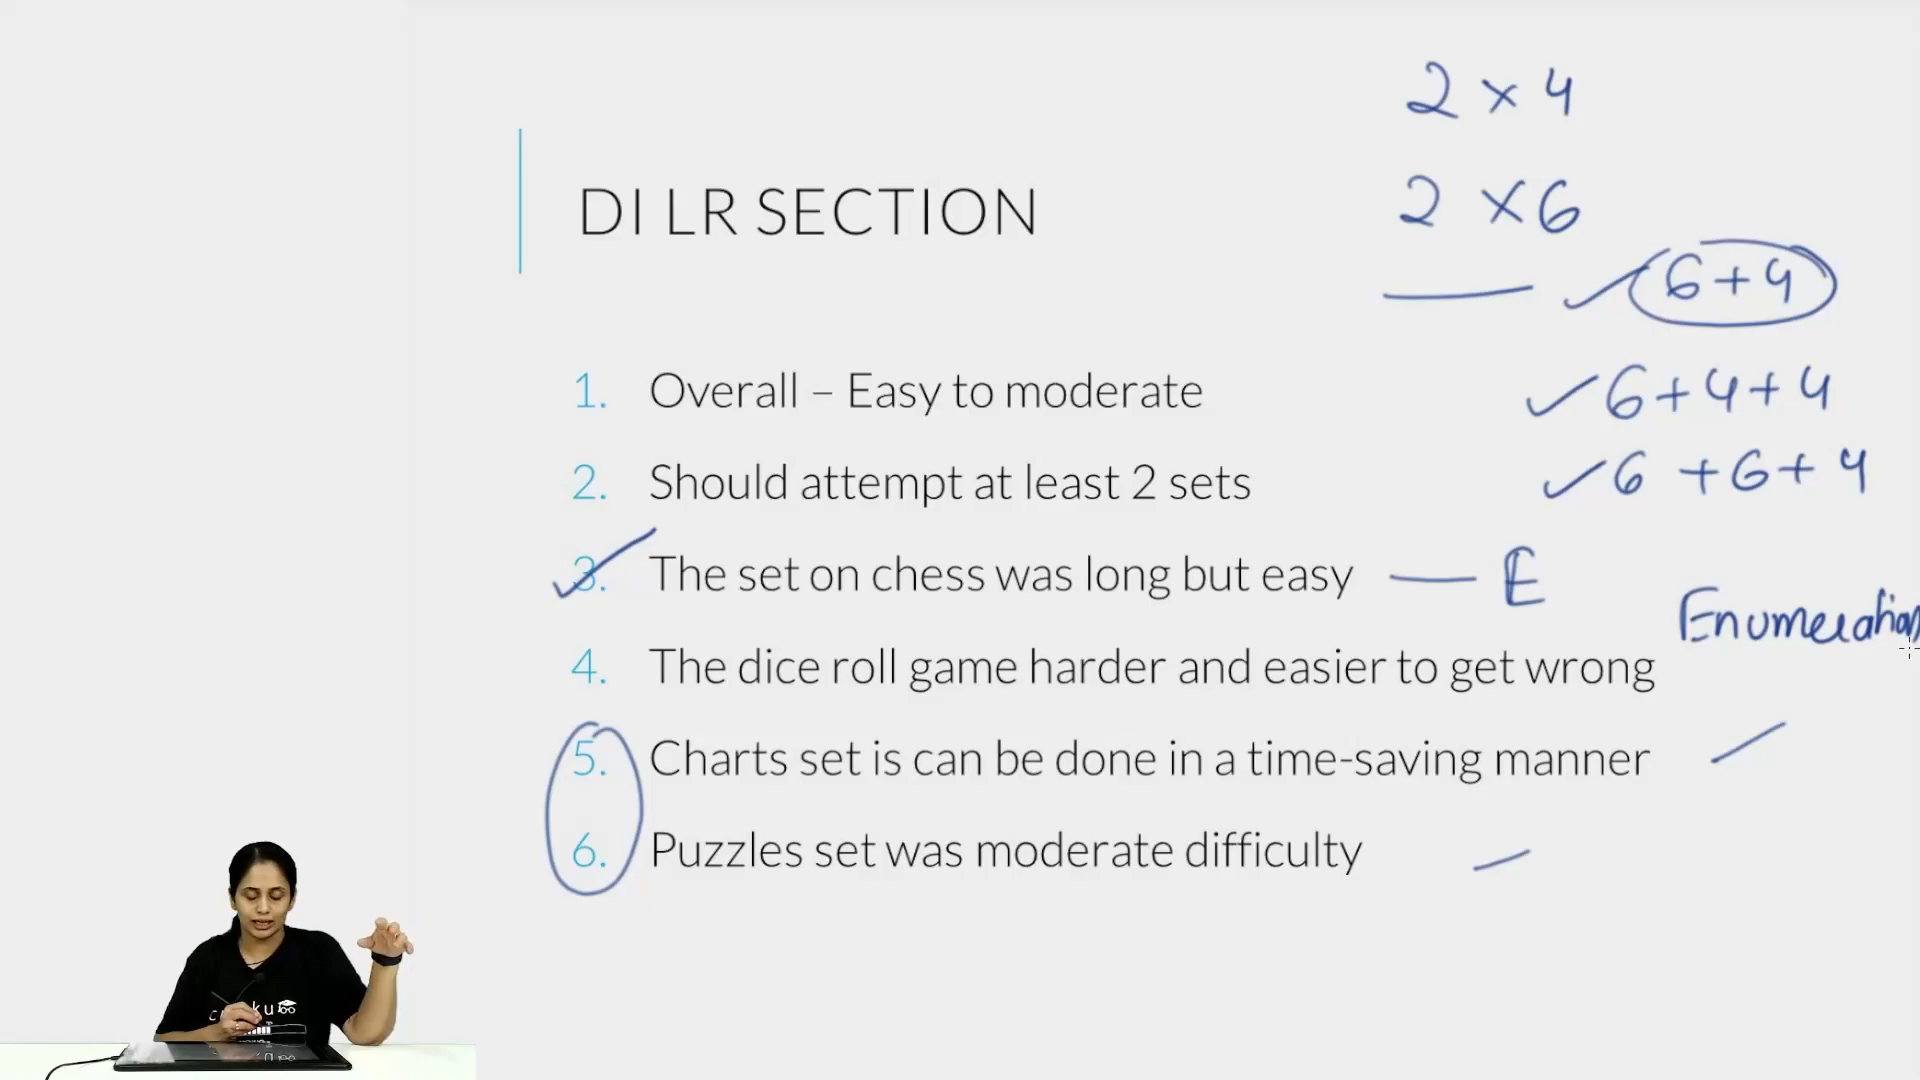 2 × 4
2 × 6
DI LR SECTION
6+4
1. Overall – Easy to moderate
6+4+4
2. Should attempt at least 2 sets
6+6+4
3. The set on chess was long but easy — E
Enumeration
4. The dice roll game harder and easier to get wrong
5. Charts set is can be done in a time-saving manner
6. Puzzles set was moderate difficulty